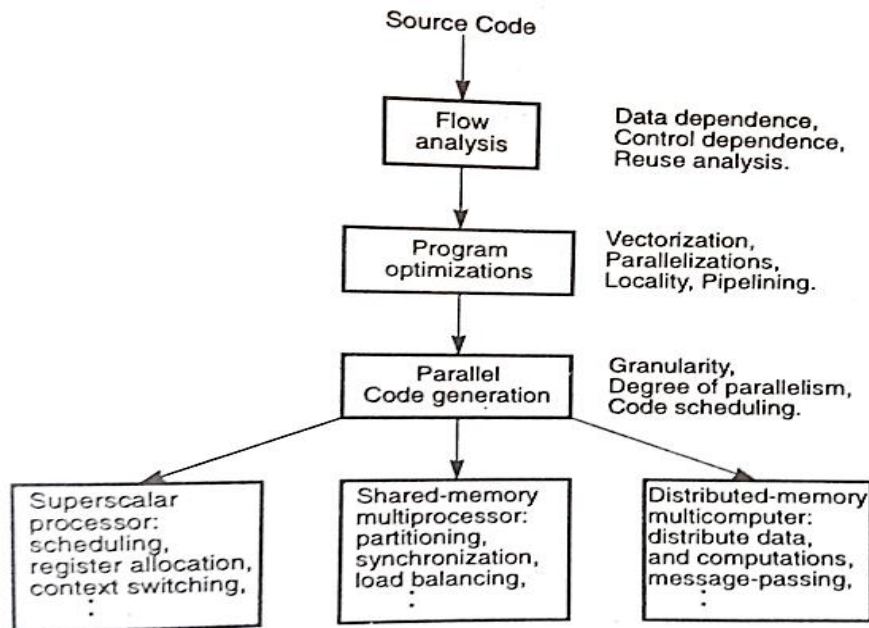 Source Code
Flow
analysis
Data dependence,
Control dependence,
Reuse analysis.
Program
optimizations
Vectorization,
Parallelizations,
Locality, Pipelining.
Parallel
Code generation
Granularity,
Degree of parallelism,
Code scheduling.
Superscalar
processor:
scheduling,
register allocation,
context switching,
⋮
Shared-memory
multiprocessor:
partitioning,
synchronization,
load balancing,
⋮
Distributed-memory
multicomputer:
distribute data,
and computations,
message-passing,
⋮